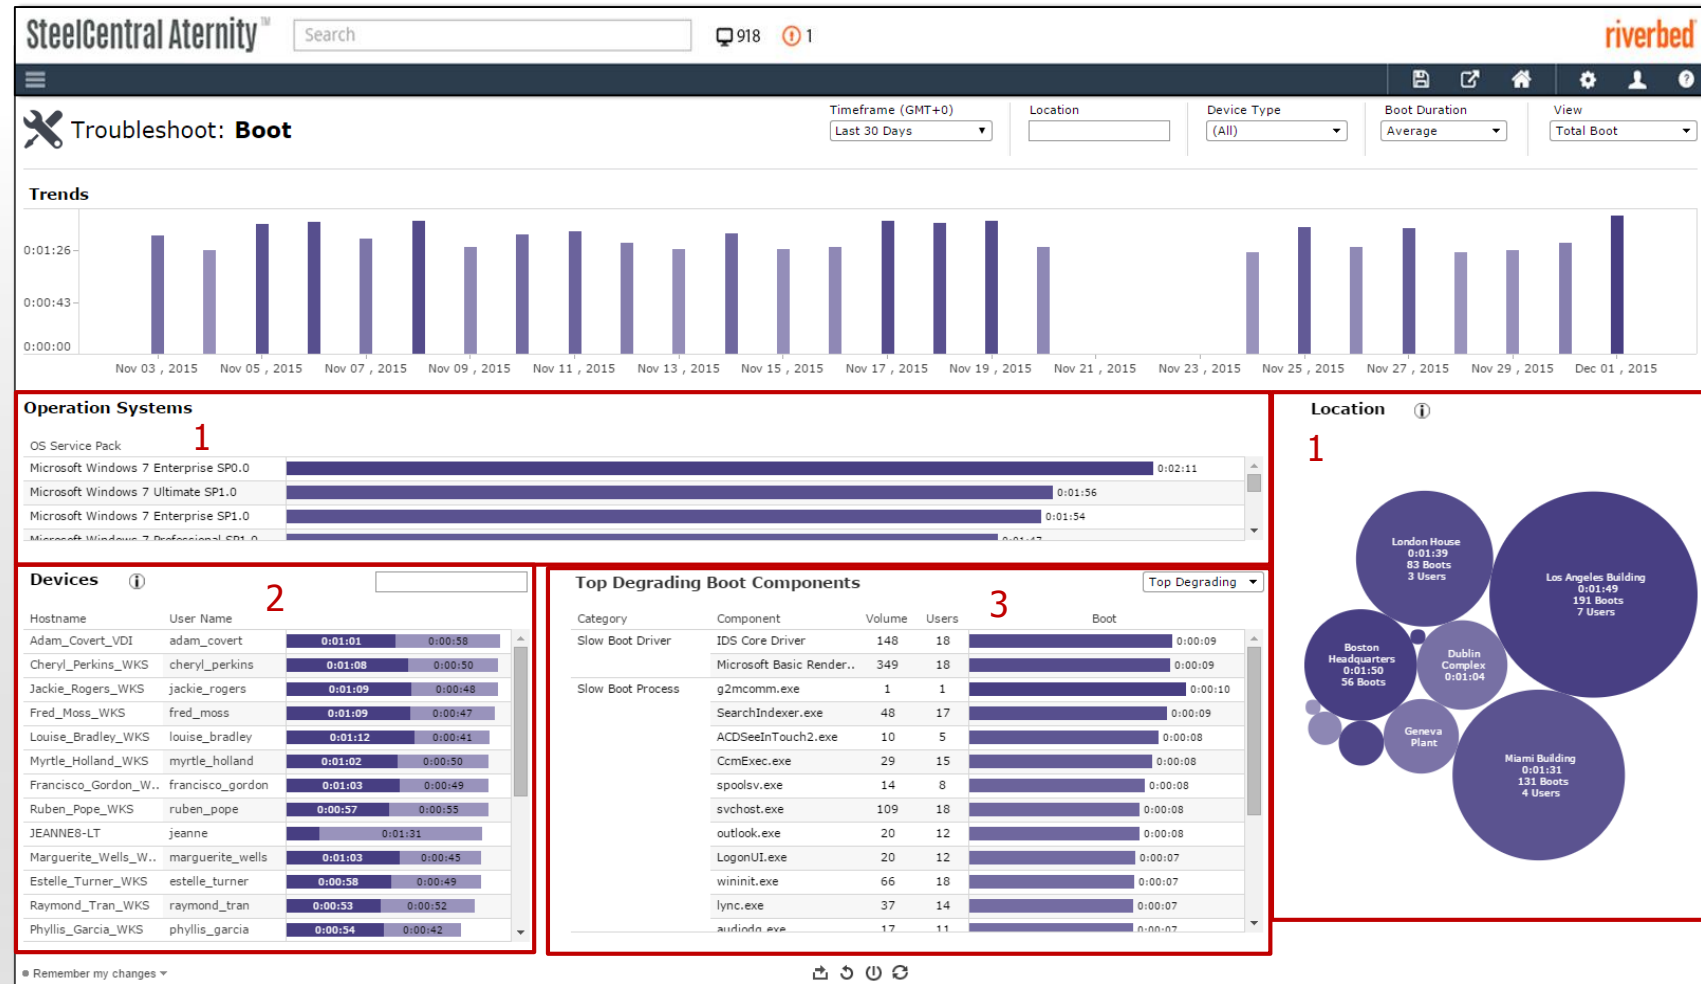 SteelCentral Aternity™
Search
918
1
riverbed
Troubleshoot: Boot
Timeframe (GMT+0)
Last 30 Days
Location
Device Type
(All)
Boot Duration
Average
View
Total Boot
Trends
0:01:26
0:00:43
0:00:00
Nov 03 , 2015 Nov 05 , 2015 Nov 07 , 2015 Nov 09 , 2015 Nov 11 , 2015 Nov 13 , 2015 Nov 15 , 2015 Nov 17 , 2015 Nov 19 , 2015 Nov 21 , 2015 Nov 23 , 2015 Nov 25 , 2015 Nov 27 , 2015 Nov 29 , 2015 Dec 01 , 2015
Operation Systems
1
OS Service Pack
Microsoft Windows 7 Enterprise SP0.0 0:02:11
Microsoft Windows 7 Ultimate SP1.0 0:01:56
Microsoft Windows 7 Enterprise SP1.0 0:01:54
Microsoft Windows 7 Professional SP1.0 0:01:47
Location
1
London House
0:01:39
83 Boots
3 Users
Los Angeles Building
0:01:49
191 Boots
7 Users
Boston
Headquarters
0:01:50
56 Boots
Dublin
Complex
0:01:04
Geneva
Plant
Miami Building
0:01:31
131 Boots
4 Users
Devices
2
Hostname User Name
Adam_Covert_VDI adam_covert 0:01:01 0:00:58
Cheryl_Perkins_WKS cheryl_perkins 0:01:08 0:00:50
Jackie_Rogers_WKS jackie_rogers 0:01:09 0:00:48
Fred_Moss_WKS fred_moss 0:01:09 0:00:47
Louise_Bradley_WKS louise_bradley 0:01:12 0:00:41
Myrtle_Holland_WKS myrtle_holland 0:01:02 0:00:50
Francisco_Gordon_W.. francisco_gordon 0:01:03 0:00:49
Ruben_Pope_WKS ruben_pope 0:00:57 0:00:55
JEANNE8-LT jeanne 0:01:31
Marguerite_Wells_W.. marguerite_wells 0:01:03 0:00:45
Estelle_Turner_WKS estelle_turner 0:00:58 0:00:49
Raymond_Tran_WKS raymond_tran 0:00:53 0:00:52
Phyllis_Garcia_WKS phyllis_garcia 0:00:54 0:00:42
Top Degrading Boot Components
3
Top Degrading
Category Component Volume Users Boot
Slow Boot Driver IDS Core Driver 148 18 0:00:09
Microsoft Basic Render.. 349 18 0:00:09
Slow Boot Process g2mcomm.exe 1 1 0:00:10
SearchIndexer.exe 48 17 0:00:09
ACDSeeInTouch2.exe 10 5 0:00:08
CcmExec.exe 29 15 0:00:08
spoolsv.exe 14 8 0:00:08
svchost.exe 109 18 0:00:08
outlook.exe 20 12 0:00:08
LogonUI.exe 20 12 0:00:07
wininit.exe 66 18 0:00:07
lync.exe 37 14 0:00:07
audiodg.exe 17 11 0:00:07
Remember my changes